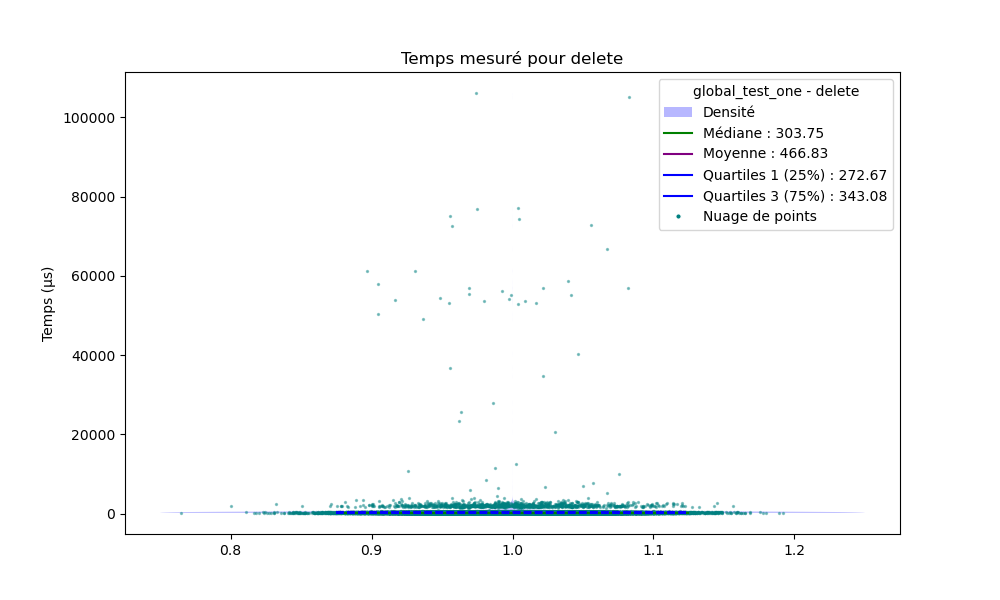 Temps mesuré pour delete
global_test_one - delete
Densité
Médiane : 303.75
Moyenne : 466.83
Quartiles 1 (25%) : 272.67
Quartiles 3 (75%) : 343.08
Nuage de points
Temps (µs)
100000
80000
60000
40000
20000
0
0.8 0.9 1.0 1.1 1.2